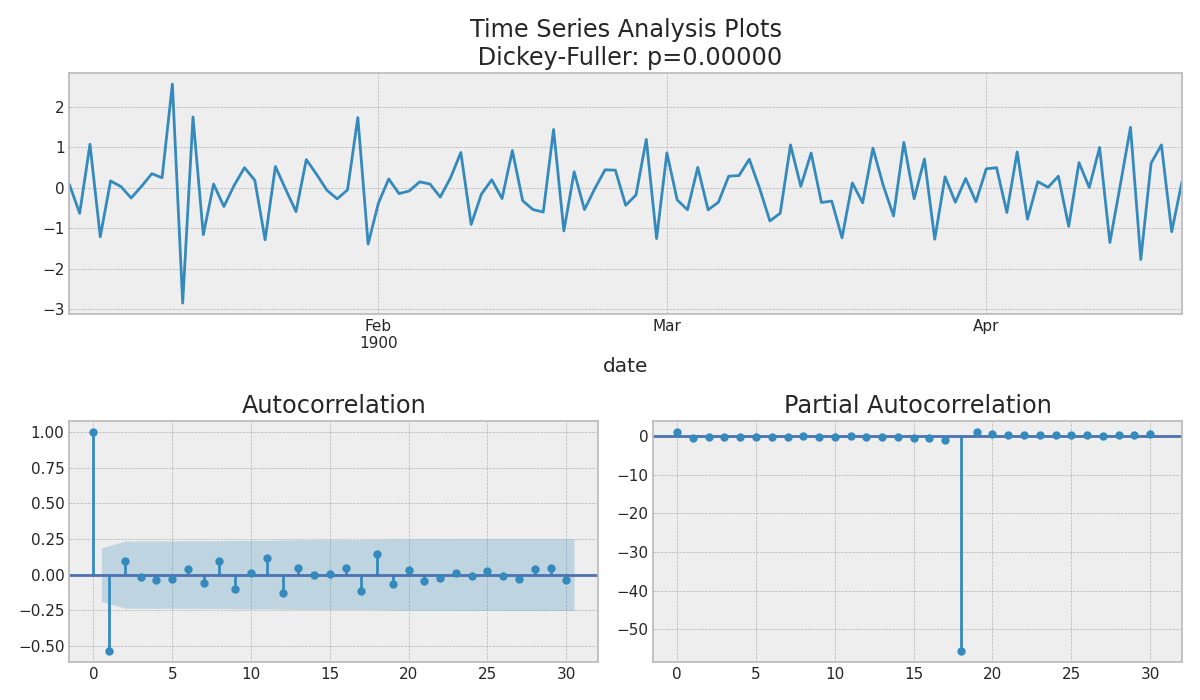 Time Series Analysis Plots
Dickey-Fuller: p=0.00000
2
1
0
−1
−2
−3
Feb
1900
Mar
Apr
date
Autocorrelation
1.00
0.75
0.50
0.25
0.00
−0.25
−0.50
0 5 10 15 20 25 30
Partial Autocorrelation
0
−10
−20
−30
−40
−50
0 5 10 15 20 25 30